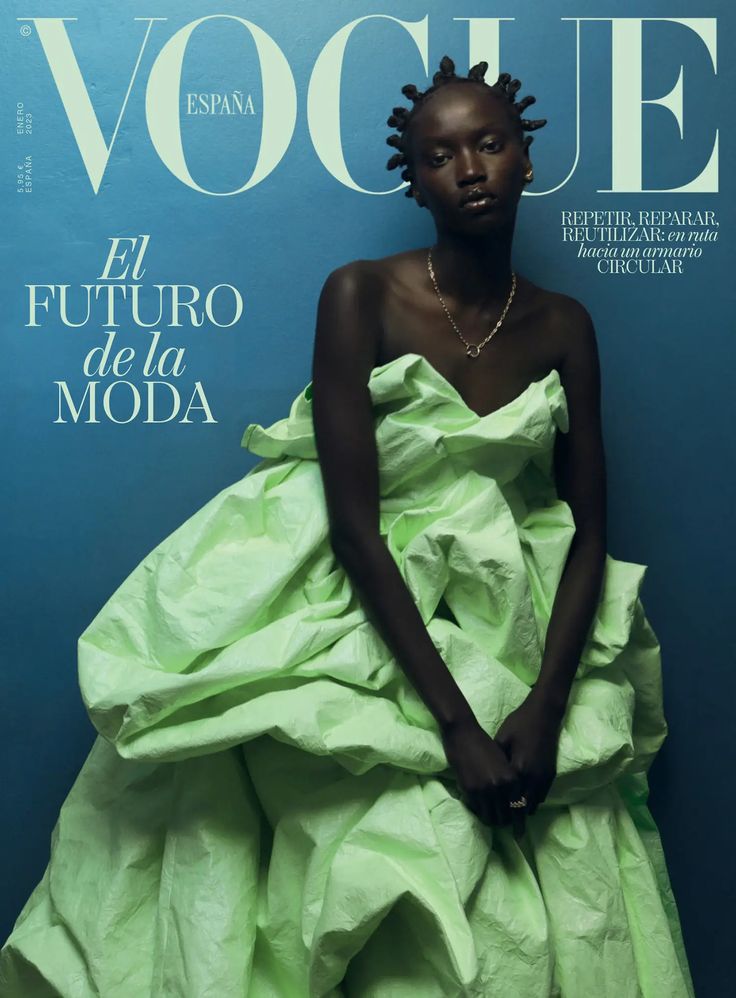 ©
VOGUE
ESPAÑA
ENERO
2023
5,95 €
ESPAÑA
REPETIR, REPARAR,
REUTILIZAR: en ruta
hacia un armario
CIRCULAR
El
FUTURO
de la
MODA